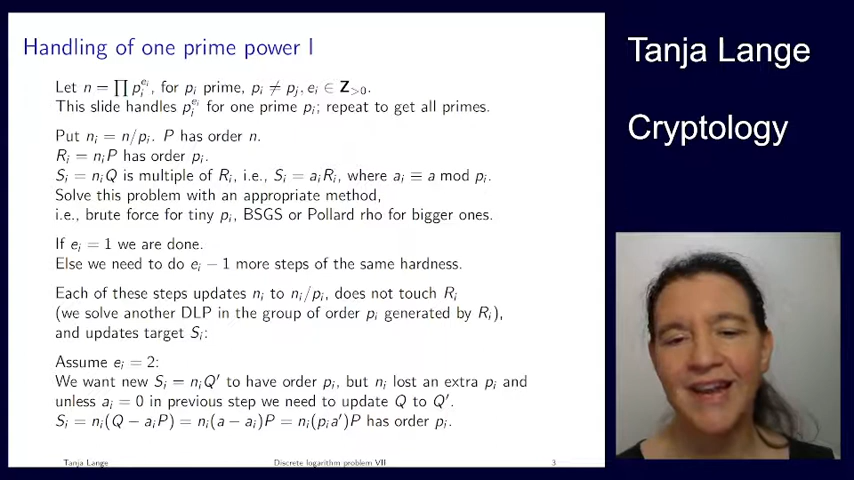 Handling of one prime power I
Let n = ∏ p_i^{e_i}, for p_i prime, p_i ≠ p_j, e_i ∈ Z_{>0}.
This slide handles p_i^{e_i} for one prime p_i; repeat to get all primes.
Put n_i = n/p_i. P has order n.
R_i = n_iP has order p_i.
S_i = n_iQ is multiple of R_i, i.e., S_i = a_iR_i, where a_i ≡ a mod p_i.
Solve this problem with an appropriate method,
i.e., brute force for tiny p_i, BSGS or Pollard rho for bigger ones.
If e_i = 1 we are done.
Else we need to do e_i − 1 more steps of the same hardness.
Each of these steps updates n_i to n_i/p_i, does not touch R_i
(we solve another DLP in the group of order p_i generated by R_i),
and updates target S_i:
Assume e_i = 2:
We want new S_i = n_iQ′ to have order p_i, but n_i lost an extra p_i and
unless a_i = 0 in previous step we need to update Q to Q′.
S_i = n_i(Q − a_iP) = n_i(a − a_i)P = n_i(p_ia′)P has order p_i.
Tanja Lange
Discrete logarithm problem VII
3
Tanja Lange
Cryptology